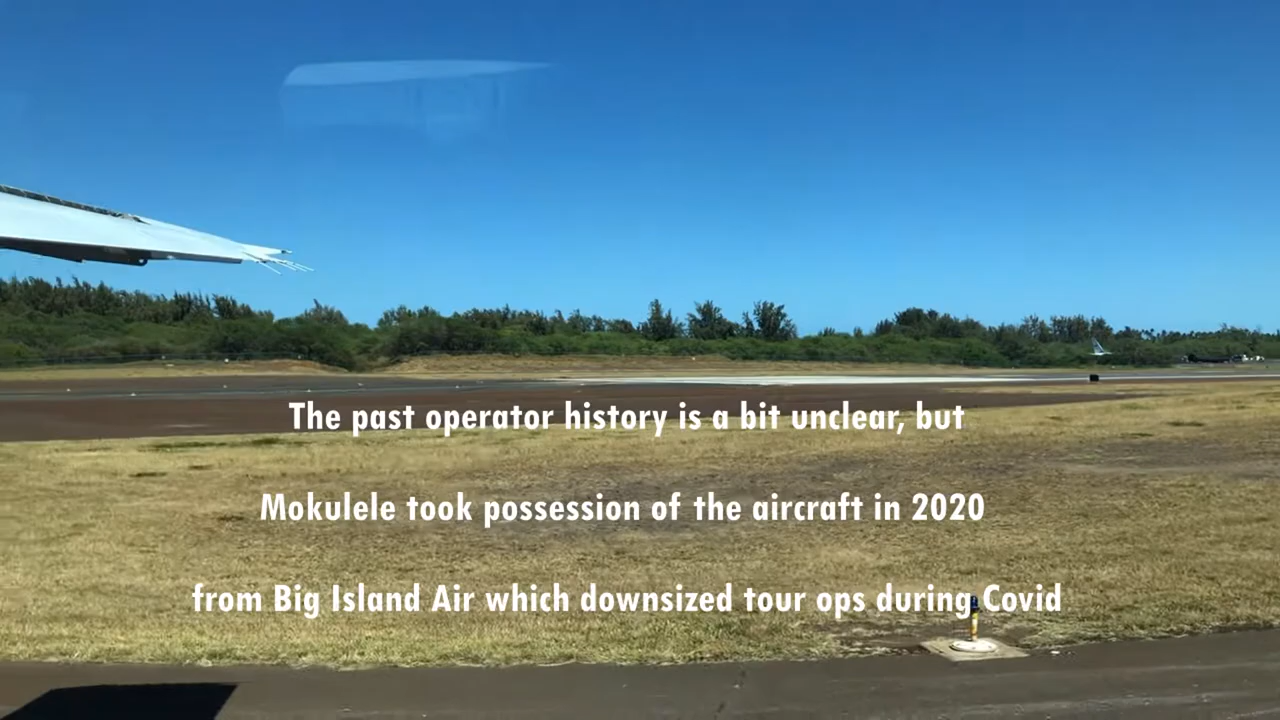 The past operator history is a bit unclear, but
Mokulele took possession of the aircraft in 2020
from Big Island Air which downsized tour ops during Covid